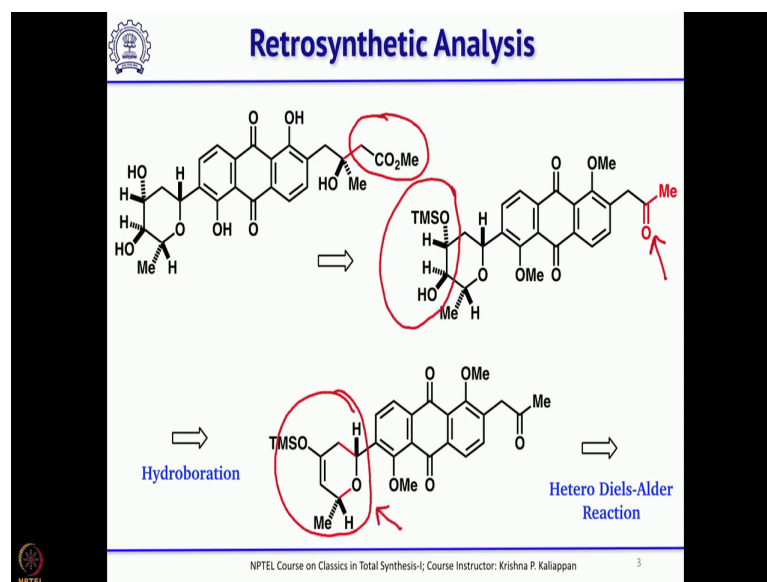 Retrosynthetic Analysis
O OH
CO₂Me
HO Me
HO H
H
H
HO
O
OH O
Me H
O OMe
Me
O
TMSO H
H
H
HO
O
OMe O
Me H
O OMe
Me
O
H
TMSO
O
OMe O
Me H
Hydroboration
Hetero Diels-Alder
Reaction
NPTEL
NPTEL Course on Classics in Total Synthesis-I; Course Instructor: Krishna P. Kaliappan
3